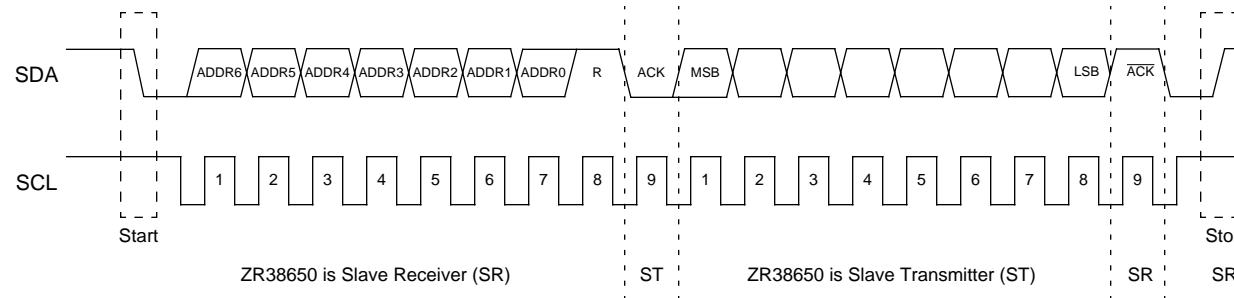 SDA ADDR6 ADDR5 ADDR4 ADDR3 ADDR2 ADDR1 ADDR0 R ACK MSB LSB ACK
SCL 1 2 3 4 5 6 7 8 9 1 2 3 4 5 6 7 8 9
Start Sto
ZR38650 is Slave Receiver (SR) ST ZR38650 is Slave Transmitter (ST) SR SR